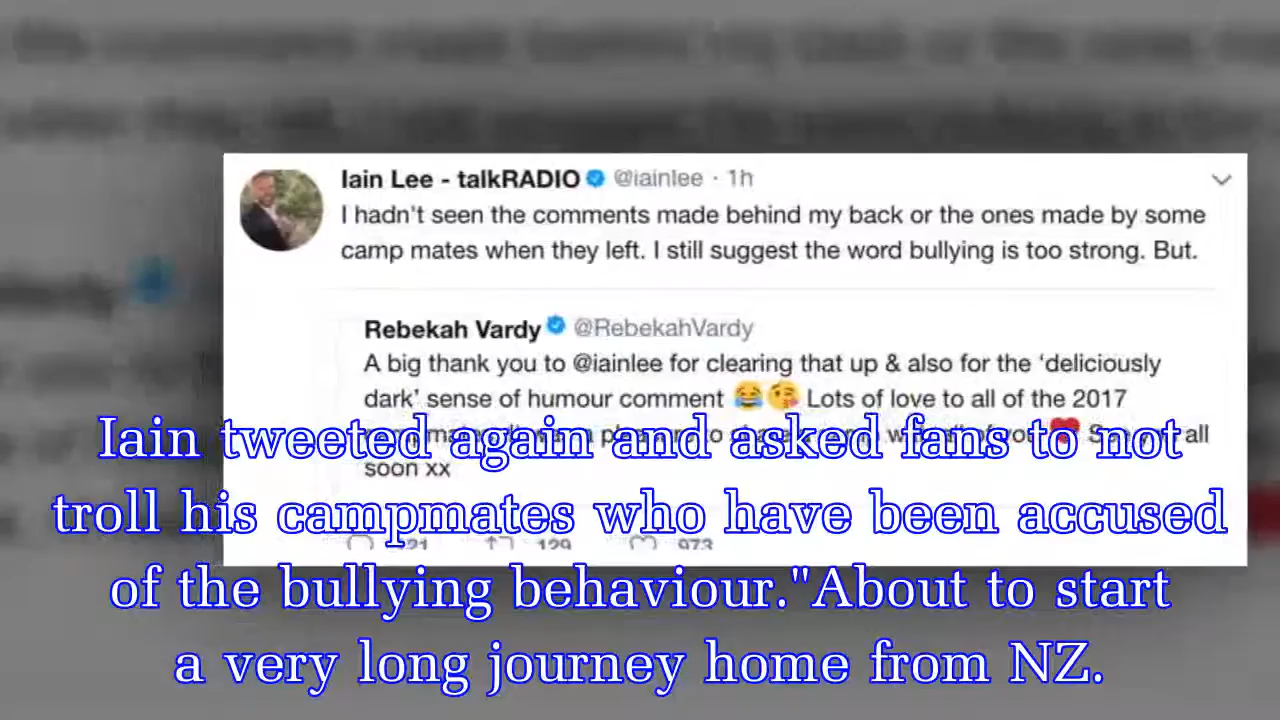 Iain Lee - talkRADIO @iainlee · 1h
I hadn't seen the comments made behind my back or the ones made by some
camp mates when they left. I still suggest the word bullying is too strong. But.
Rebekah Vardy @RebekahVardy
A big thank you to @iainlee for clearing that up & also for the ‘deliciously
dark’ sense of humour comment 😂😘 Lots of love to all of the 2017
all
soon xx
129
973
Iain tweeted again and asked fans to not
troll his campmates who have been accused
of the bullying behaviour."About to start
a very long journey home from NZ.